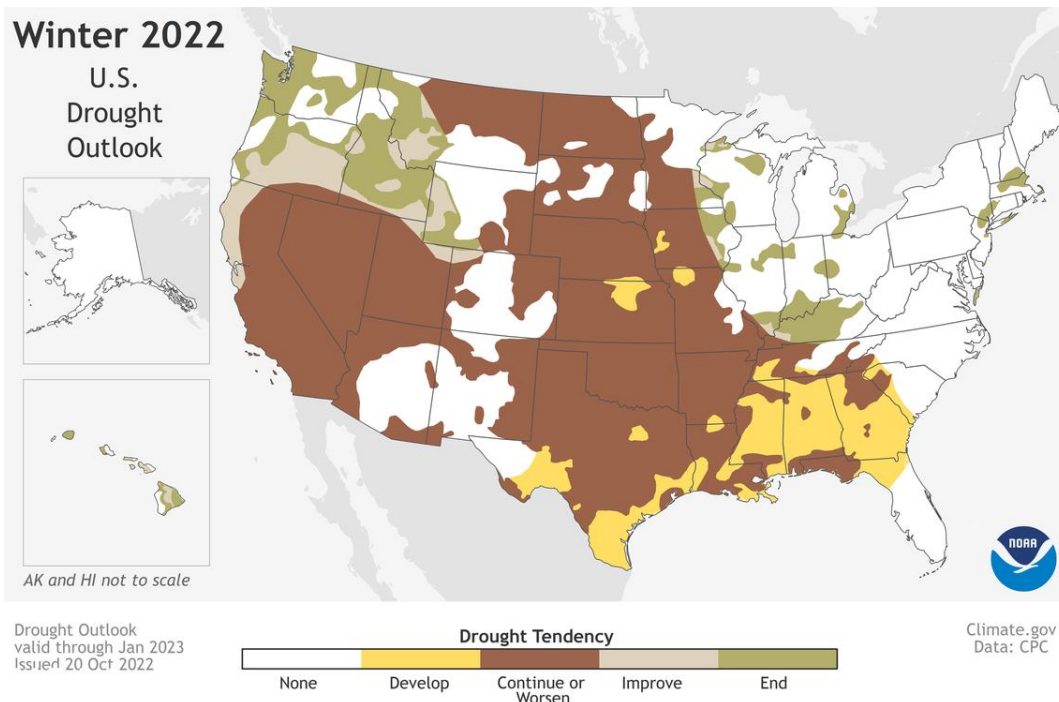 Winter 2022
U.S.
Drought
Outlook
AK and HI not to scale
NOAA
Drought Outlook
valid through Jan 2023
Issued 20 Oct 2022
Drought Tendency
None
Develop
Continue or
Worsen
Improve
End
Climate.gov
Data: CPC